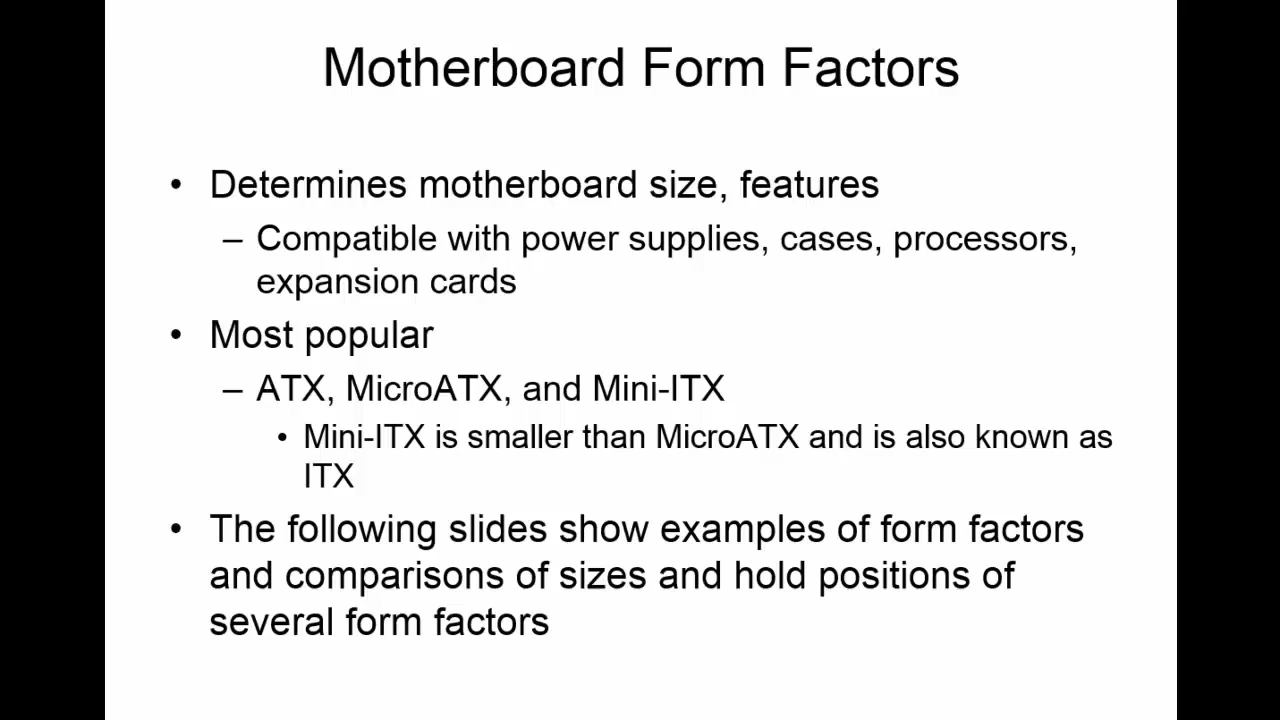 Motherboard Form Factors
• Determines motherboard size, features
– Compatible with power supplies, cases, processors,
expansion cards
• Most popular
– ATX, MicroATX, and Mini-ITX
• Mini-ITX is smaller than MicroATX and is also known as
ITX
• The following slides show examples of form factors
and comparisons of sizes and hold positions of
several form factors